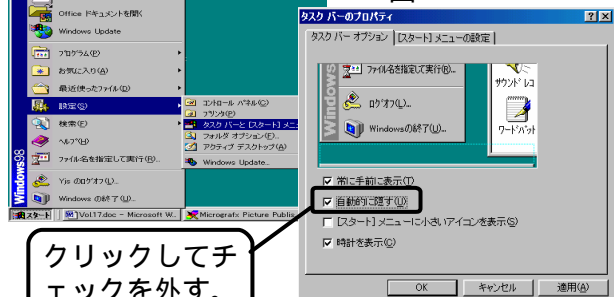 Office ドキュメントを開く
Windows Update
プログラム(P)
お気に入り(A)
最近使ったファイル(D)
設定(S)
検索(F)
ヘルプ(H)
ファイル名を指定して実行(R)...
Yjs のログオフ(L)...
Windows の終了(U)...
Windows98
コントロール パネル(C)
プリンタ(P)
タスク バーと [スタート] メニ
フォルダ オプション(F)...
アクティブ デスクトップ(A)
Windows Update...
スタート
Vol.17.doc - Microsoft W..
Micrografx Picture Publis
クリックしてチ
ェックを外す。
タスク バーのプロパティ
タスク バー オプション
[スタート] メニューの設定
ファイル名を指定して実行(R)...
ログオフ(L)...
Windowsの終了(U)...
Windows
サウンド レコ
ワードパット
常に手前に表示(T)
自動的に隠す(U)
[スタート] メニューに小さいアイコンを表示(S)
時計を表示(C)
OK
キャンセル
適用(A)